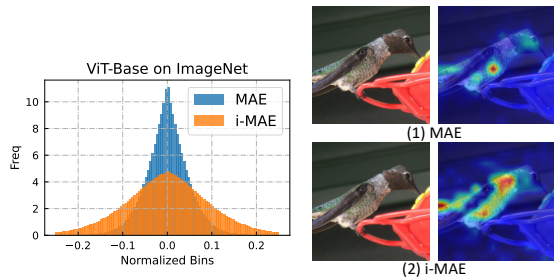 ViT-Base on ImageNet
MAE
i-MAE
Freq
10
8
6
4
2
0
-0.2
-0.1
0.0
0.1
0.2
Normalized Bins
(1) MAE
(2) i-MAE